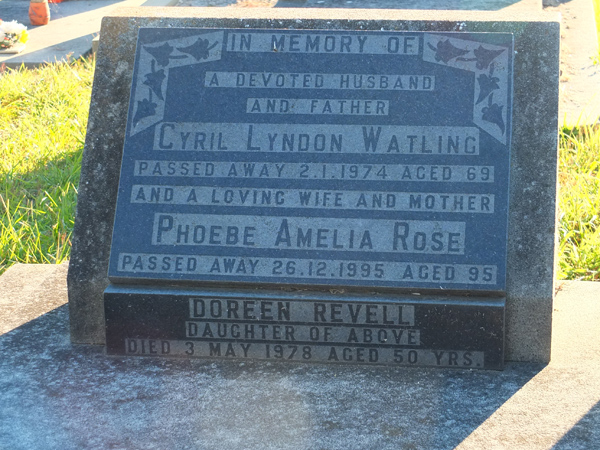 IN MEMORY OF
A DEVOTED HUSBAND
AND FATHER
CYRIL LYNDON WATLING
PASSED AWAY 2.1.1974 AGED 69
AND A LOVING WIFE AND MOTHER
PHOEBE AMELIA ROSE
PASSED AWAY 26.12.1995 AGED 95
DOREEN REVELL
DAUGHTER OF ABOVE
DIED 3 MAY 1978 AGED 50 YRS.